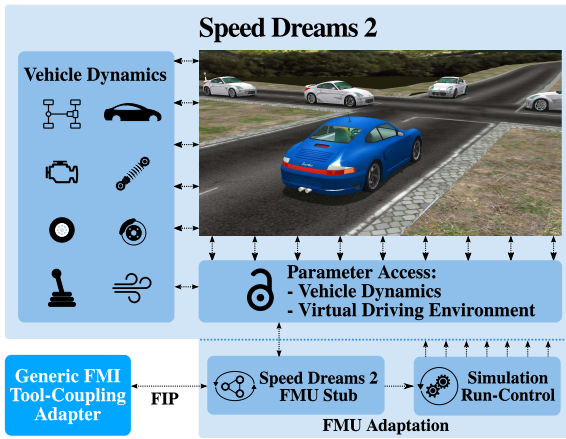 Speed Dreams 2
Vehicle Dynamics
Parameter Access:
- Vehicle Dynamics
- Virtual Driving Environment
Generic FMI
Tool-Coupling
Adapter
FIP
Speed Dreams 2
FMU Stub
Simulation
Run-Control
FMU Adaptation